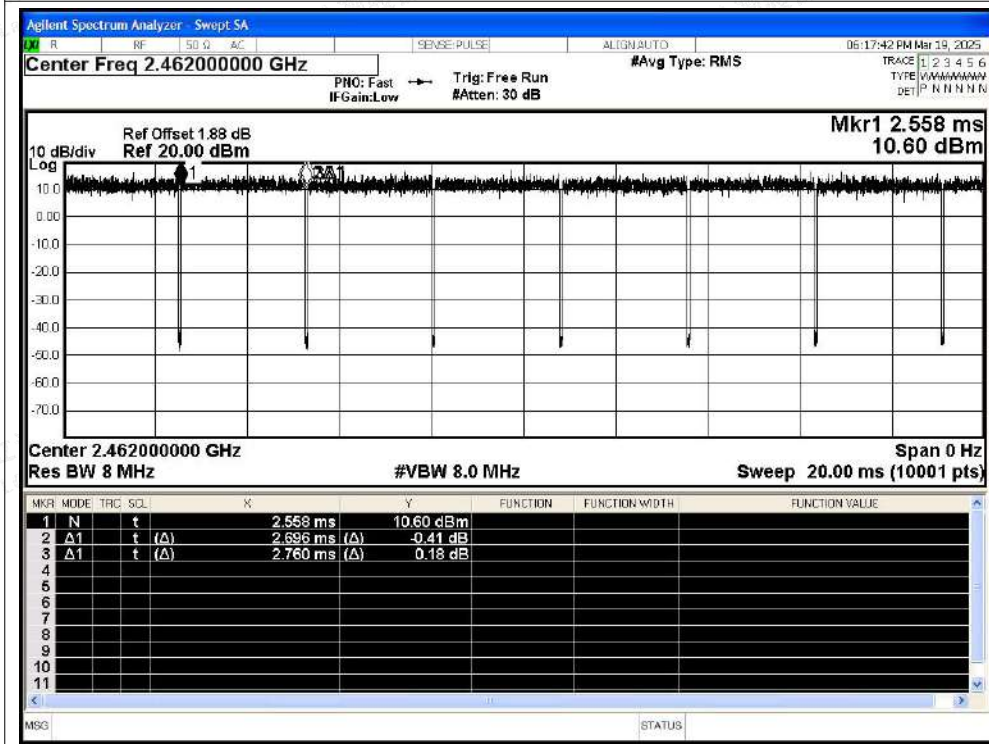 Agilent Spectrum Analyzer - Swept SA
LXI R RF 50 Ω AC SENSE:PULSE ALIGNAUTO 06:17:42 PM Mar 19, 2025
Center Freq 2.462000000 GHz #Avg Type: RMS TRACE 1 2 3 4 5 6
PNO: Fast Trig: Free Run TYPE
IFGain:Low #Atten: 30 dB DET P N N N N N
Mkr1 2.558 ms
Ref Offset 1.88 dB
10 dB/div Ref 20.00 dBm 10.60 dBm
Log
1
10.0
0.00
-10.0
-20.0
-30.0
-40.0
-50.0
-60.0
-70.0
Center 2.462000000 GHz Span 0 Hz
Res BW 8 MHz #VBW 8.0 MHz Sweep 20.00 ms (10001 pts)
MKR MODE TRC SCL X Y FUNCTION FUNCTION WIDTH FUNCTION VALUE
1 N t 2.558 ms 10.60 dBm
2 Δ1 t (Δ) 2.696 ms (Δ) -0.41 dB
3 Δ1 t (Δ) 2.760 ms (Δ) 0.18 dB
4
5
6
7
8
9
10
11
MSG STATUS